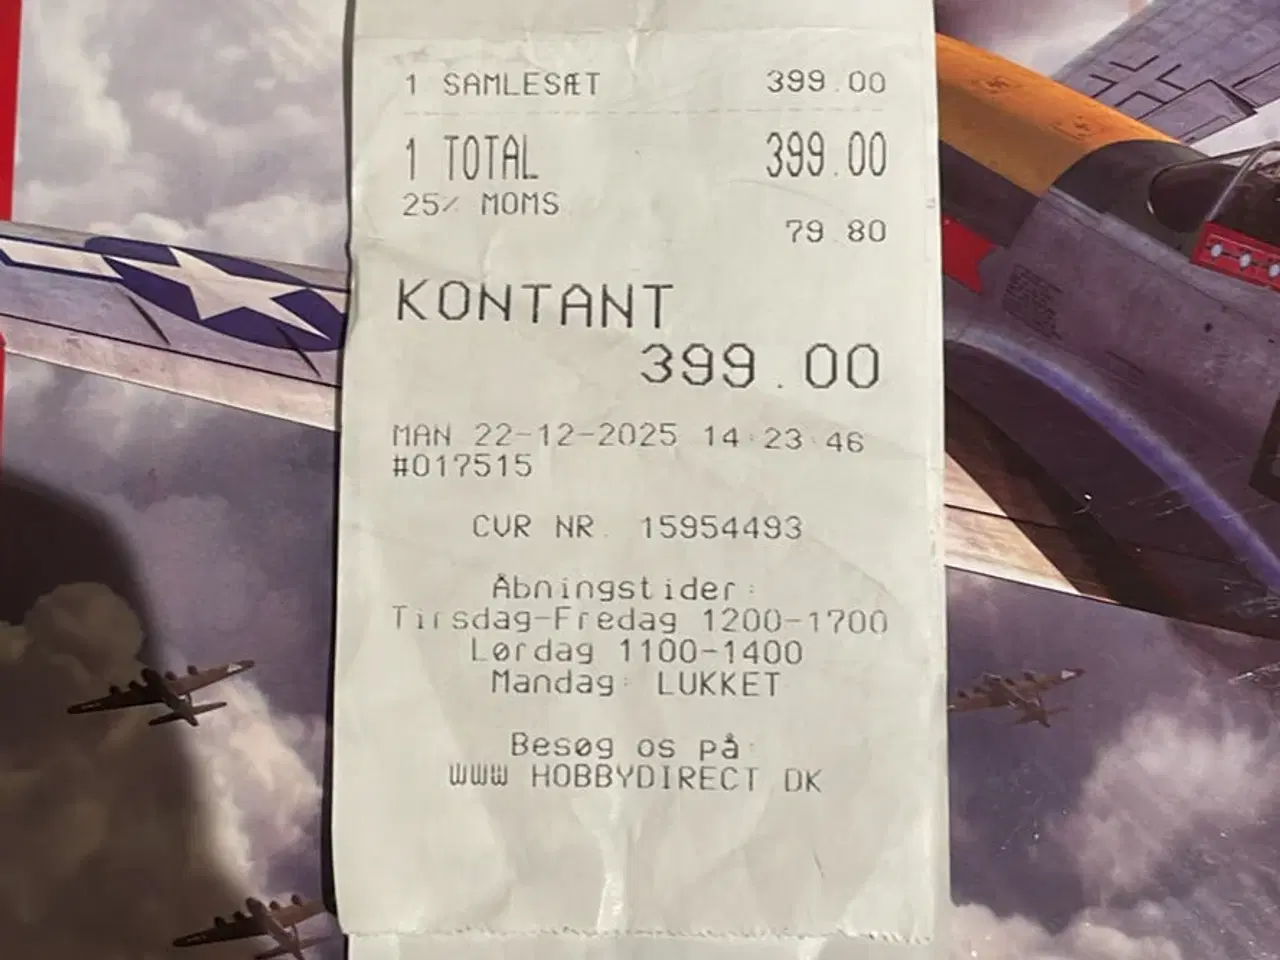 1 SAMLESÆT 399.00
1 TOTAL 399.00
25% MOMS
79.80
KONTANT
399.00
MAN 22-12-2025 14:23:46
#017515
CVR NR. 15954493
Åbningstider:
Tirsdag-Fredag 1200-1700
Lørdag 1100-1400
Mandag: LUKKET
Besøg os på:
WWW.HOBBYDIRECT.DK